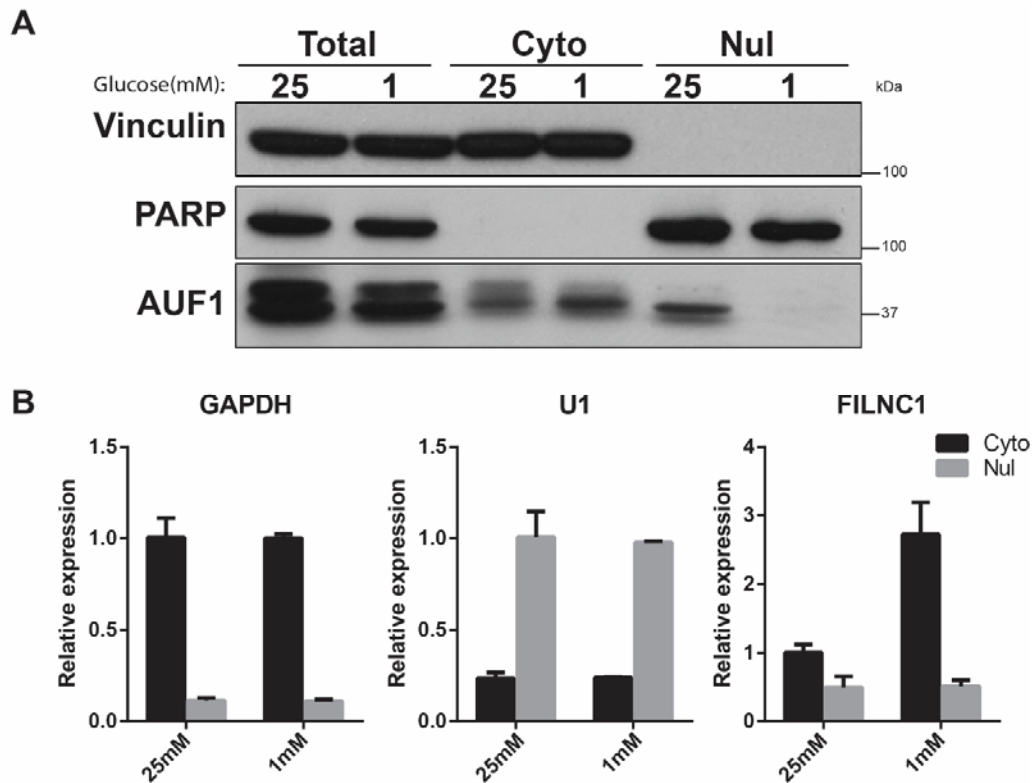 A
Total Cyto Nul
Glucose(mM): 25 1 25 1 25 1 kDa
Vinculin
100
PARP
100
AUF1
37
B
GAPDH U1 FILNC1
Cyto
Nul
Relative expression
1.5
1.0
0.5
0.0
25mM 1mM
Relative expression
1.5
1.0
0.5
0.0
25mM 1mM
Relative expression
4
3
2
1
0
25mM 1mM